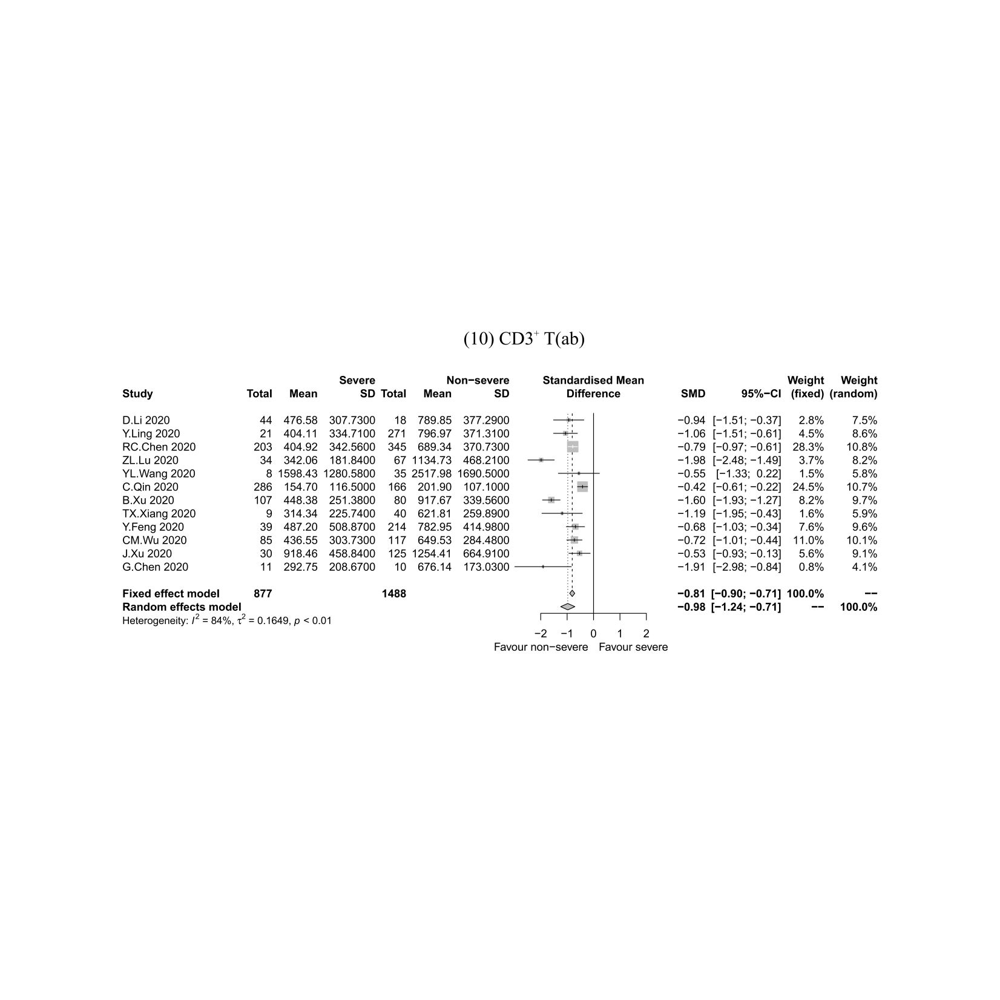 (10) CD3⁺ T(ab)
Severe Non−severe Standardised Mean Weight Weight
Study Total Mean SD Total Mean SD Difference SMD 95%−CI (fixed) (random)
D.Li 2020 44 476.58 307.7300 18 789.85 377.2900 −0.94 [−1.51; −0.37] 2.8% 7.5%
Y.Ling 2020 21 404.11 334.7100 271 796.97 371.3100 −1.06 [−1.51; −0.61] 4.5% 8.6%
RC.Chen 2020 203 404.92 342.5600 345 689.34 370.7300 −0.79 [−0.97; −0.61] 28.3% 10.8%
ZL.Lu 2020 34 342.06 181.8400 67 1134.73 468.2100 −1.98 [−2.48; −1.49] 3.7% 8.2%
YL.Wang 2020 8 1598.43 1280.5800 35 2517.98 1690.5000 −0.55 [−1.33; 0.22] 1.5% 5.8%
C.Qin 2020 286 154.70 116.5000 166 201.90 107.1000 −0.42 [−0.61; −0.22] 24.5% 10.7%
B.Xu 2020 107 448.38 251.3800 80 917.67 339.5600 −1.60 [−1.93; −1.27] 8.2% 9.7%
TX.Xiang 2020 9 314.34 225.7400 40 621.81 259.8900 −1.19 [−1.95; −0.43] 1.6% 5.9%
Y.Feng 2020 39 487.20 508.8700 214 782.95 414.9800 −0.68 [−1.03; −0.34] 7.6% 9.6%
CM.Wu 2020 85 436.55 303.7300 117 649.53 284.4800 −0.72 [−1.01; −0.44] 11.0% 10.1%
J.Xu 2020 30 918.46 458.8400 125 1254.41 664.9100 −0.53 [−0.93; −0.13] 5.6% 9.1%
G.Chen 2020 11 292.75 208.6700 10 676.14 173.0300 −1.91 [−2.98; −0.84] 0.8% 4.1%
Fixed effect model 877 1488 −0.81 [−0.90; −0.71] 100.0% −−
Random effects model −0.98 [−1.24; −0.71] −− 100.0%
Heterogeneity: I² = 84%, τ² = 0.1649, p < 0.01
−2 −1 0 1 2
Favour non−severe Favour severe